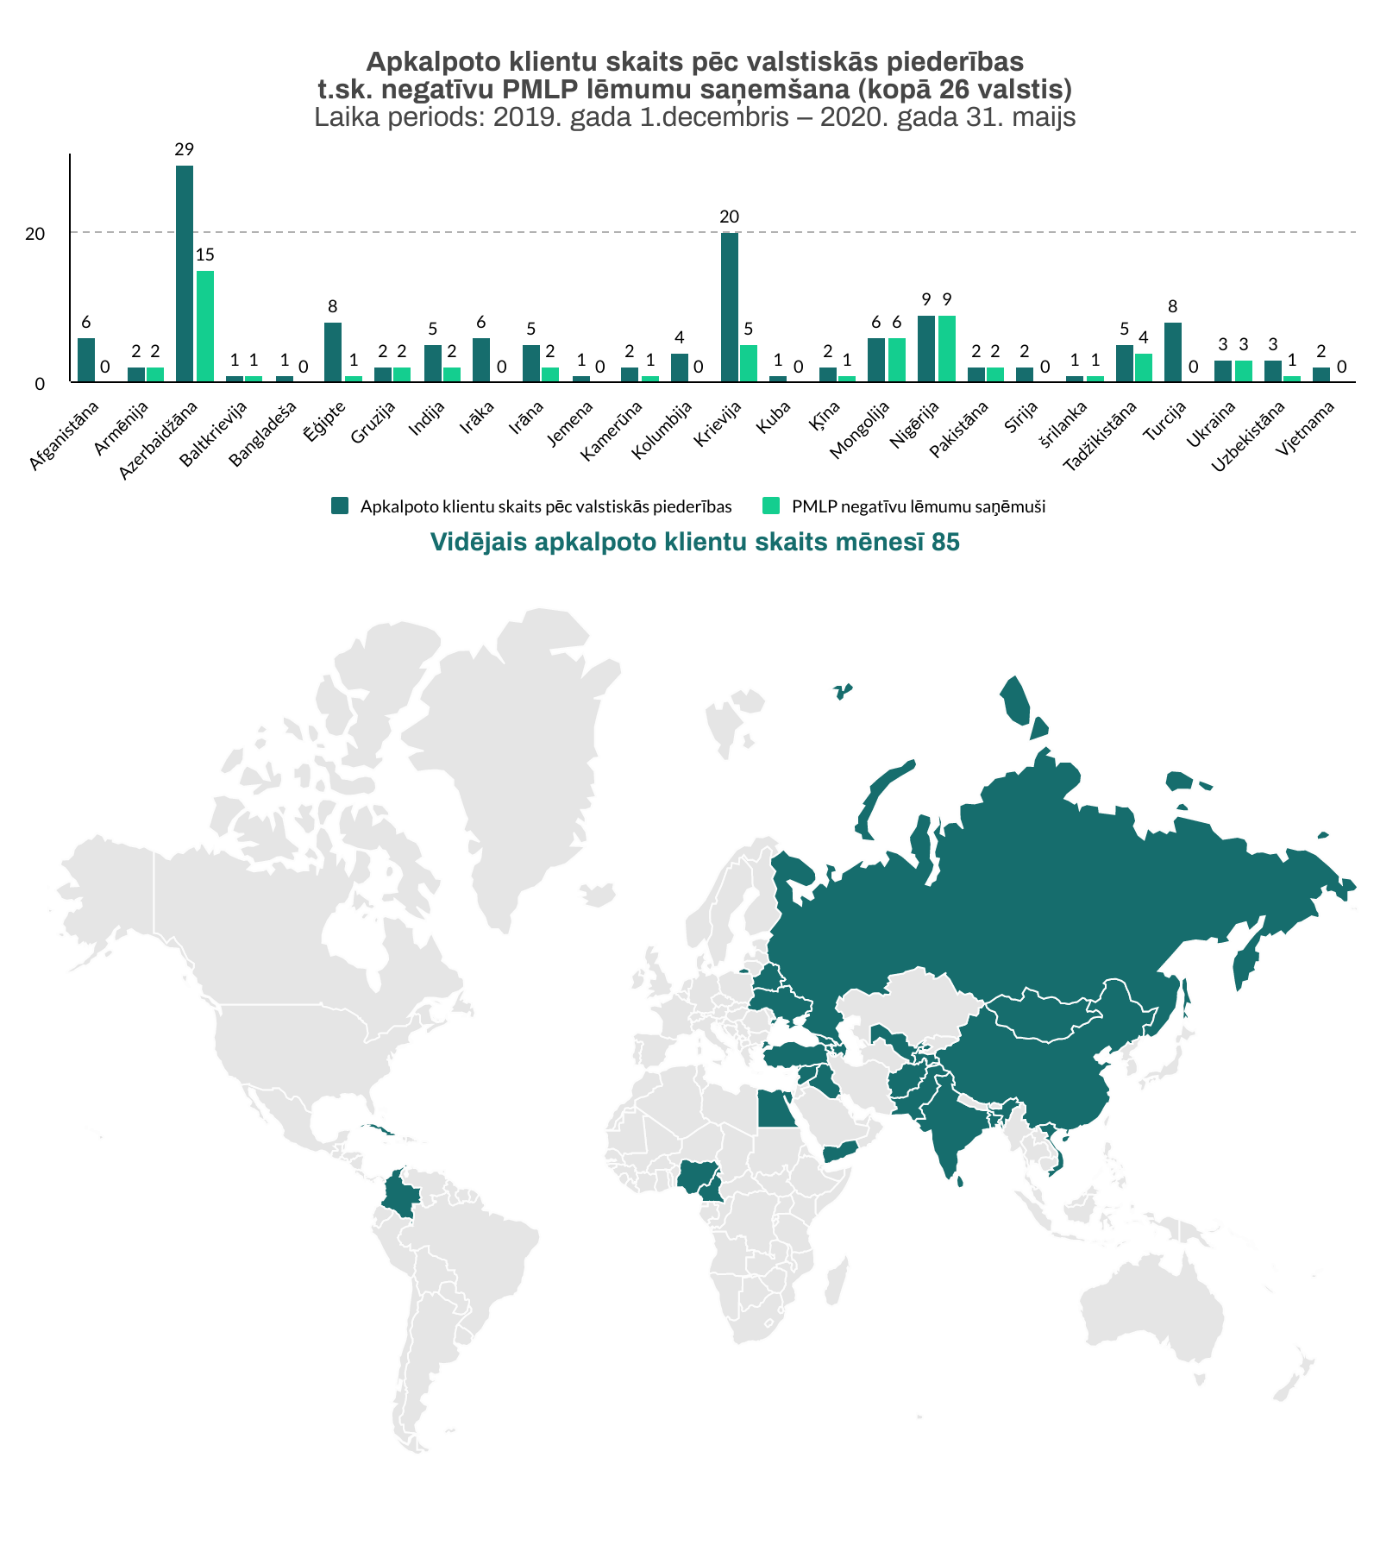 Apkalpoto klientu skaits pēc valstiskās piederības
t.sk. negatīvu PMLP lēmumu saņemšana (kopā 26 valstis)
Laika periods: 2019. gada 1.decembris – 2020. gada 31. maijs
20
0
6 0 2 2 29 15 1 1 1 0 8 1 2 2 5 2 6 0 5 2 1 0 2 1 4 0 20 5 1 0 2 1 6 6 9 9 2 2 2 0 1 1 5 4 8 0 3 3 3 1 2 0
Afganistāna
Armēnija
Azerbaidžāna
Baltkrievija
Bangladeša
Ēģipte
Gruzija
Indija
Irāka
Irāna
Jemena
Kamerūna
Kolumbija
Krievija
Kuba
Ķīna
Mongolija
Nigērija
Pakistāna
Sīrija
šrilanka
Tadžikistāna
Turcija
Ukraina
Uzbekistāna
Vjetnama
Apkalpoto klientu skaits pēc valstiskās piederības
PMLP negatīvu lēmumu saņēmuši
Vidējais apkalpoto klientu skaits mēnesī 85